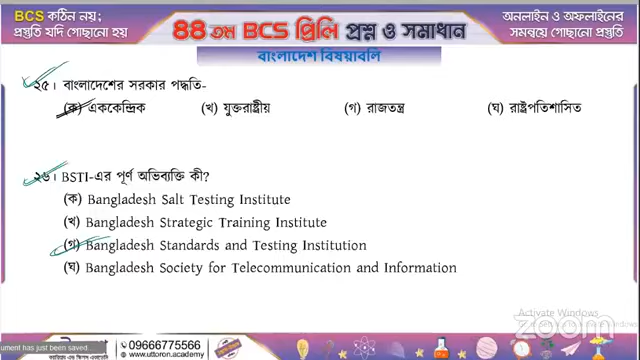 BCS কঠিন নয়;
প্রস্তুতি যদি গোছানো হয়
৪৪ তম BCS প্রিলি প্রশ্ন ও সমাধান
অনলাইন ও অফলাইনের
সমন্বয়ে গোছানো প্রস্তুতি
বাংলাদেশ বিষয়াবলি
২৫। বাংলাদেশের সরকার পদ্ধতি-
(ক) এককেন্দ্রিক (খ) যুক্তরাষ্ট্রীয় (গ) রাজতন্ত্র (ঘ) রাষ্ট্রপতিশাসিত
২৬। BSTI-এর পূর্ণ অভিব্যক্তি কী?
(ক) Bangladesh Salt Testing Institute
(খ) Bangladesh Strategic Training Institute
(গ) Bangladesh Standards and Testing Institution
(ঘ) Bangladesh Society for Telecommunication and Information
Activate Windows
zoom
ument has just been saved.
09666775566
www.uttoron.academy